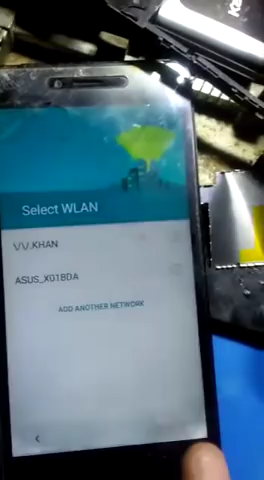 Select WLAN
\/\/.KHAN
ASUS_X018DA
ADD ANOTHER NETWORK